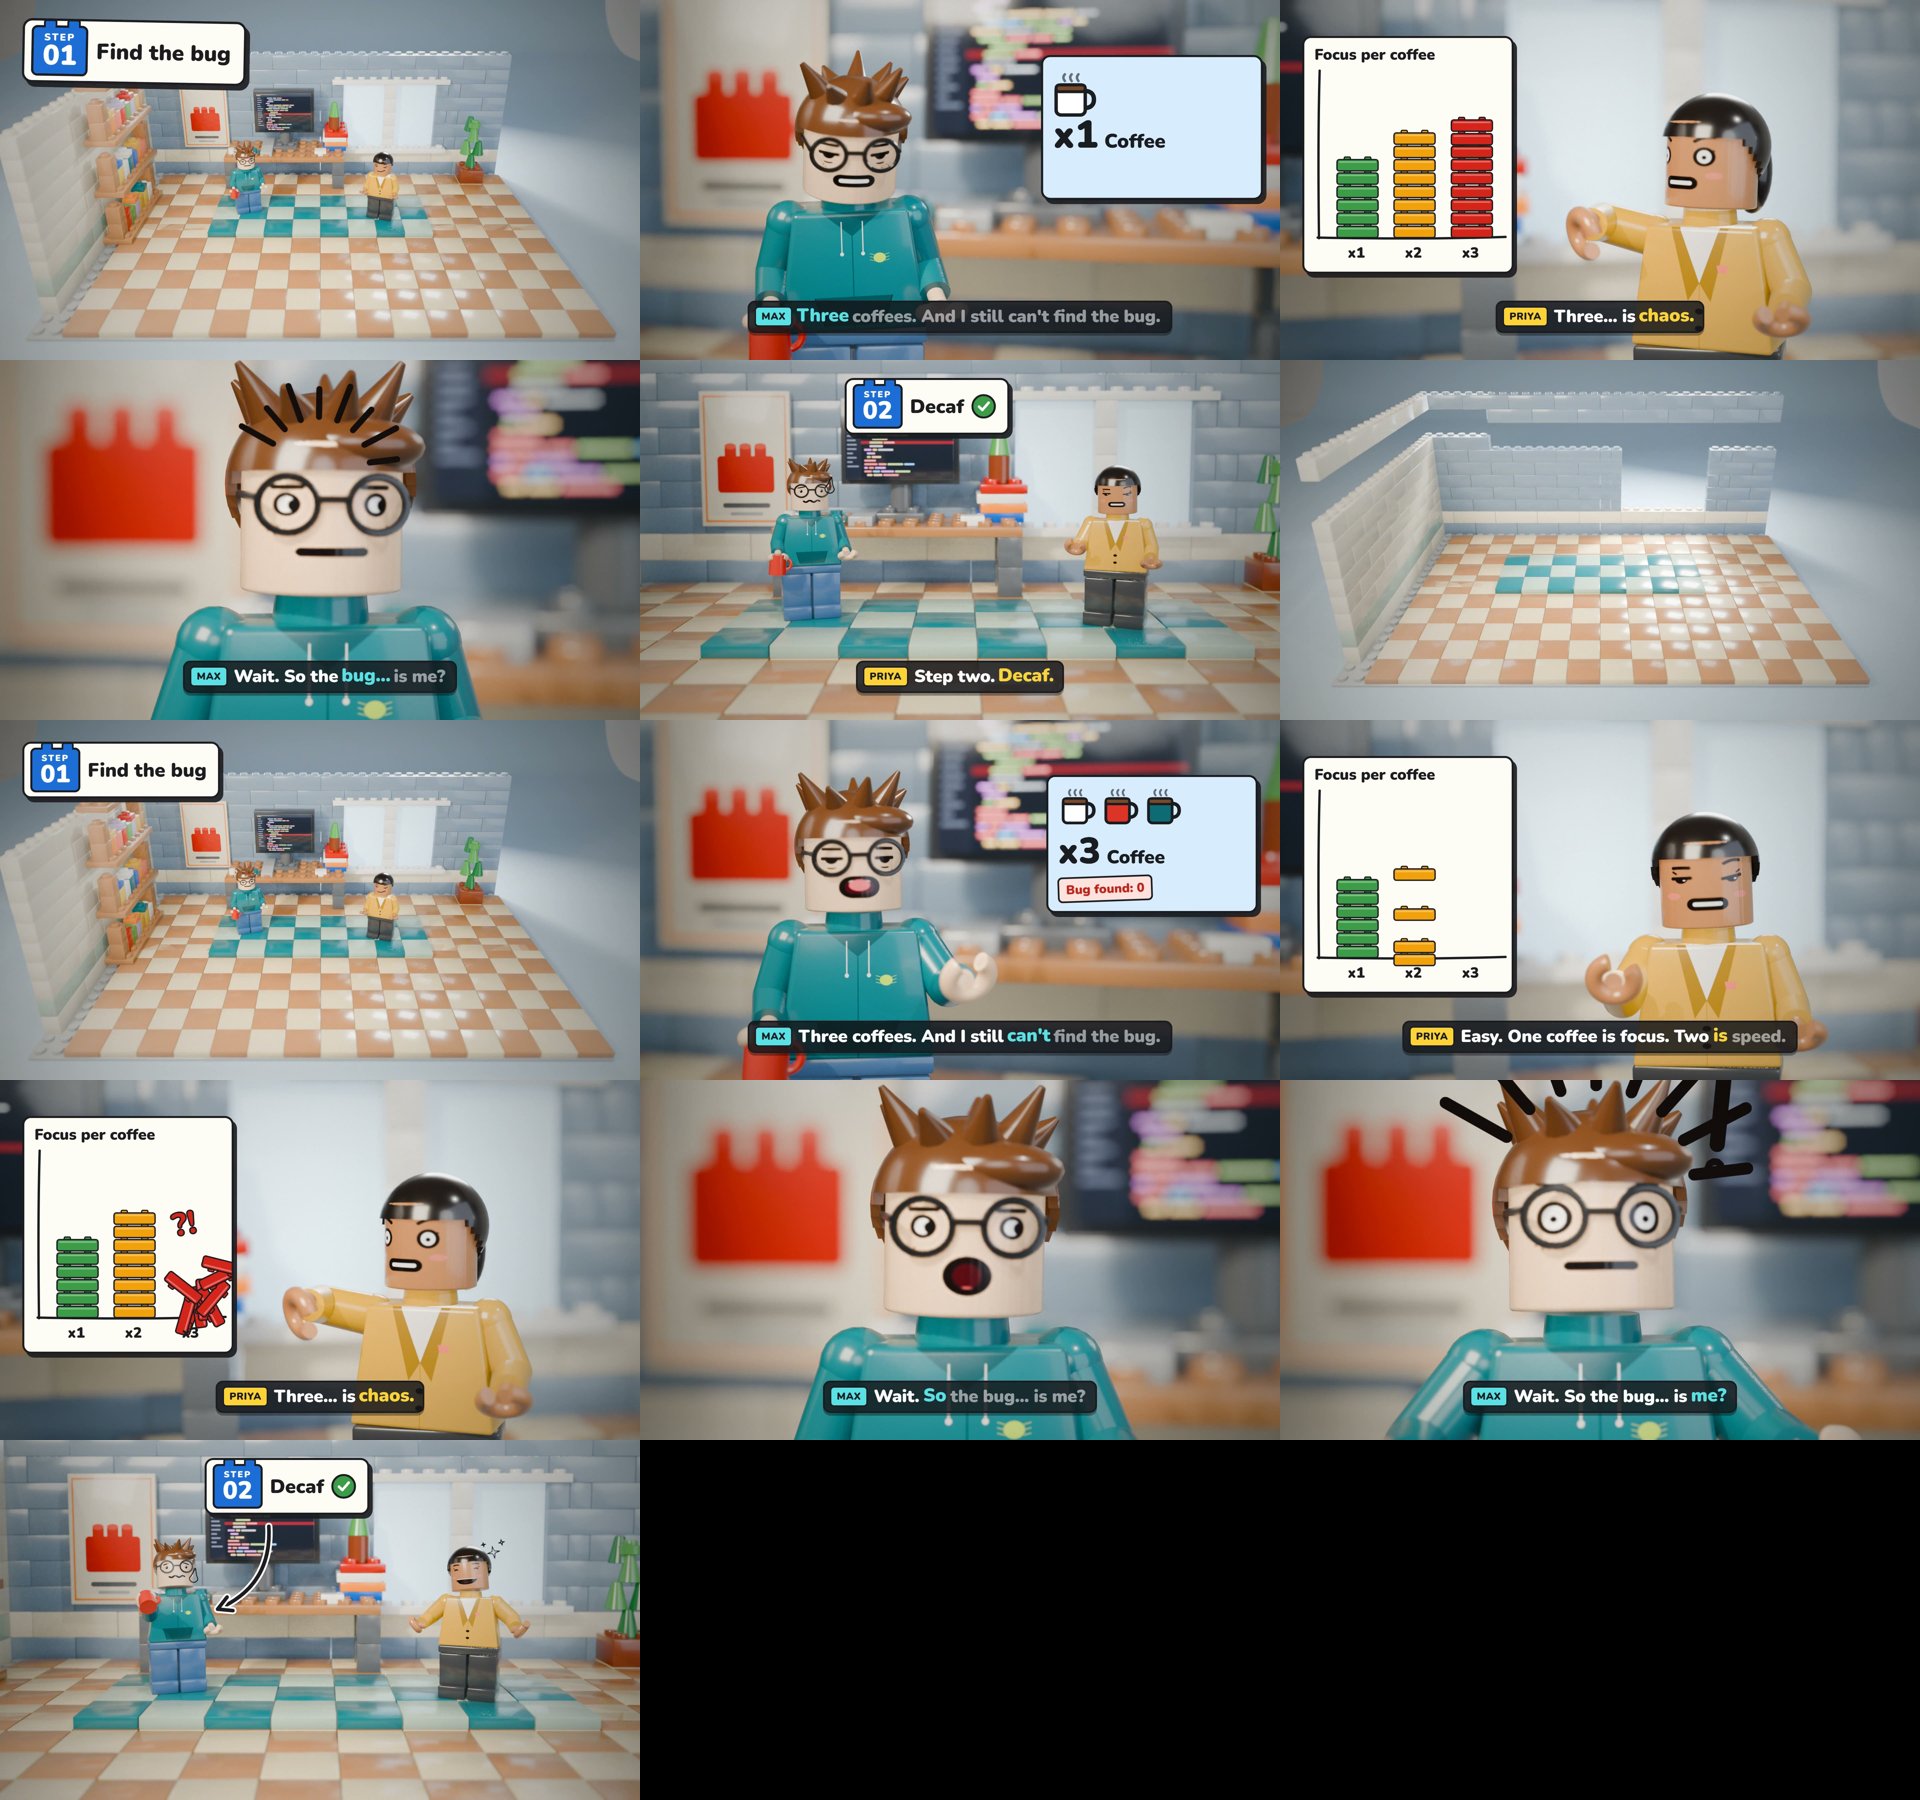 STEP
01
Find the bug
x1 Coffee
MAX Three coffees. And I still can't find the bug.
Focus per coffee
x1 x2 x3
PRIYA Three... is chaos.
MAX Wait. So the bug... is me?
STEP
02
Decaf
PRIYA Step two. Decaf.
STEP
01
Find the bug
x3 Coffee
Bug found: 0
MAX Three coffees. And I still can't find the bug.
Focus per coffee
x1 x2 x3
PRIYA Easy. One coffee is focus. Two is speed.
Focus per coffee
?!
x1 x2 x3
PRIYA Three... is chaos.
MAX Wait. So the bug... is me?
MAX Wait. So the bug... is me?
STEP
02
Decaf